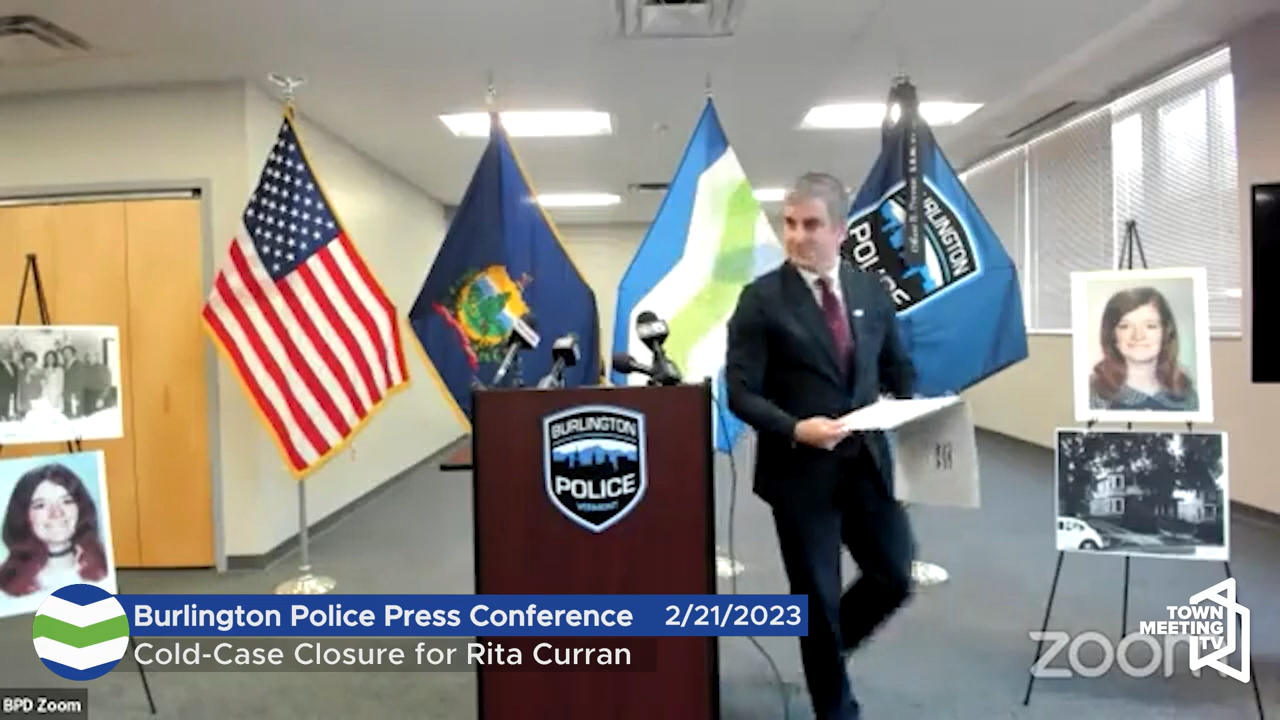 BURLINGTON
POLICE
BURLINGTON
POLICE
VERMONT
Burlington Police Press Conference 2/21/2023
Cold-Case Closure for Rita Curran
BPD Zoom
zoom
TOWN
MEETING
TV